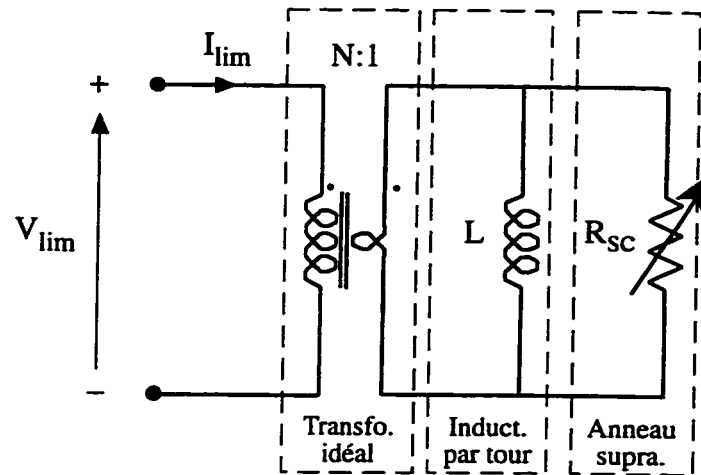 I_lim
N:1
+
V_lim
L
R_SC
−
Transfo.
idéal
Induct.
par tour
Anneau
supra.